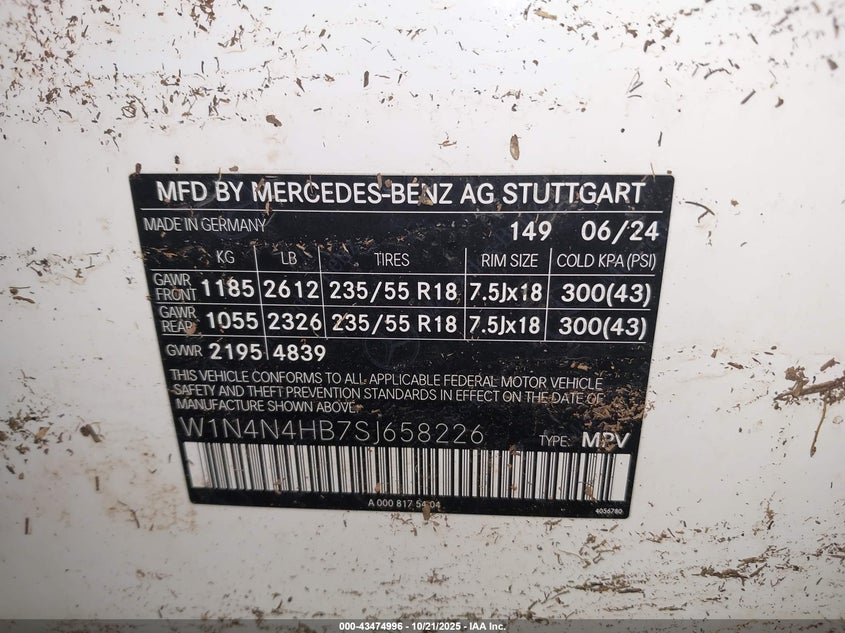 MFD BY MERCEDES-BENZ AG STUTTGART
MADE IN GERMANY 149 06/24
KG LB TIRES RIM SIZE COLD KPA (PSI)
GAWR FRONT 1185 2612 235/55 R18 7.5Jx18 300(43)
GAWR REAR 1055 2326 235/55 R18 7.5Jx18 300(43)
GVWR 2195 4839
THIS VEHICLE CONFORMS TO ALL APPLICABLE FEDERAL MOTOR VEHICLE
SAFETY AND THEFT PREVENTION STANDARDS IN EFFECT ON THE DATE OF
MANUFACTURE SHOWN ABOVE.
W1N4N4HB7SJ658226 TYPE: MPV
A 000 817 54 04
4056780
000-43474996 - 10/21/2025 - IAA Inc.